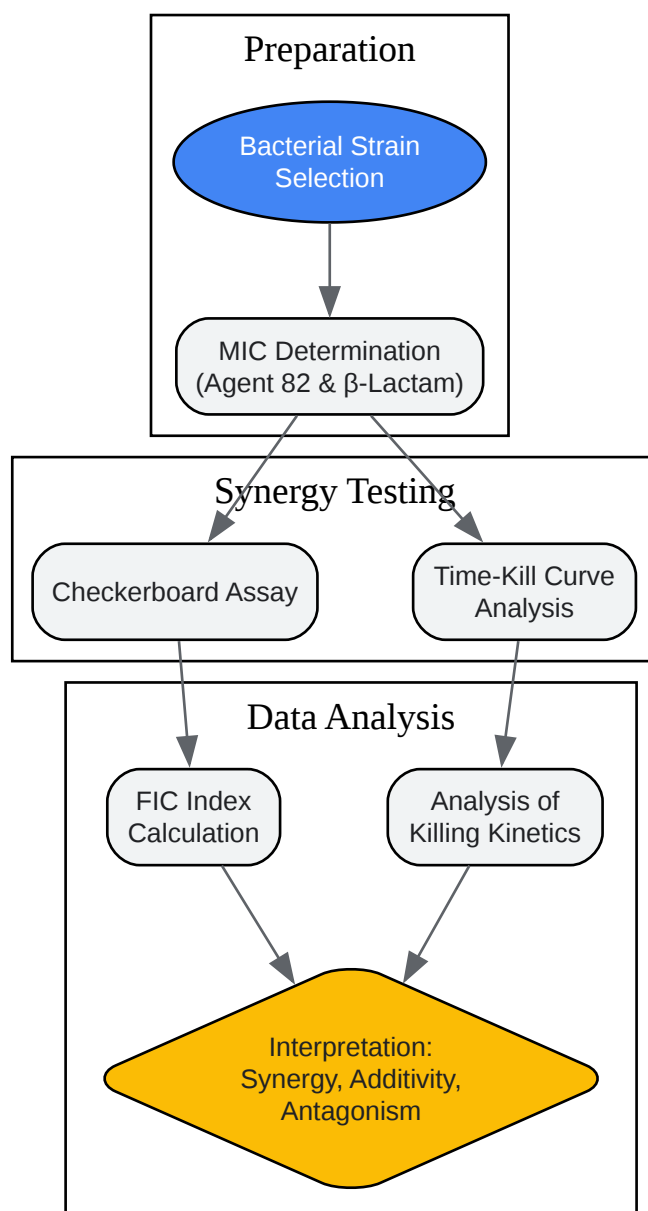 Preparation
Bacterial Strain
Selection
MIC Determination
(Agent 82 & β-Lactam)
Synergy Testing
Checkerboard Assay
Time-Kill Curve
Analysis
Data Analysis
FIC Index
Calculation
Analysis of
Killing Kinetics
Interpretation:
Synergy, Additivity,
Antagonism